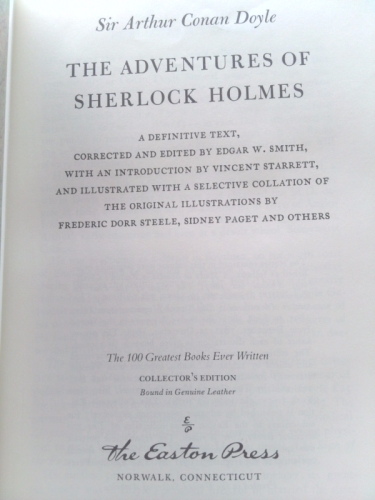 Sir Arthur Conan Doyle
THE ADVENTURES OF
SHERLOCK HOLMES
A DEFINITIVE TEXT,
CORRECTED AND EDITED BY EDGAR W. SMITH,
WITH AN INTRODUCTION BY VINCENT STARRETT,
AND ILLUSTRATED WITH A SELECTIVE COLLATION OF
THE ORIGINAL ILLUSTRATIONS BY
FREDERIC DORR STEELE, SIDNEY PAGET AND OTHERS
The 100 Greatest Books Ever Written
COLLECTOR'S EDITION
Bound in Genuine Leather
E
P
the Easton Press
NORWALK, CONNECTICUT